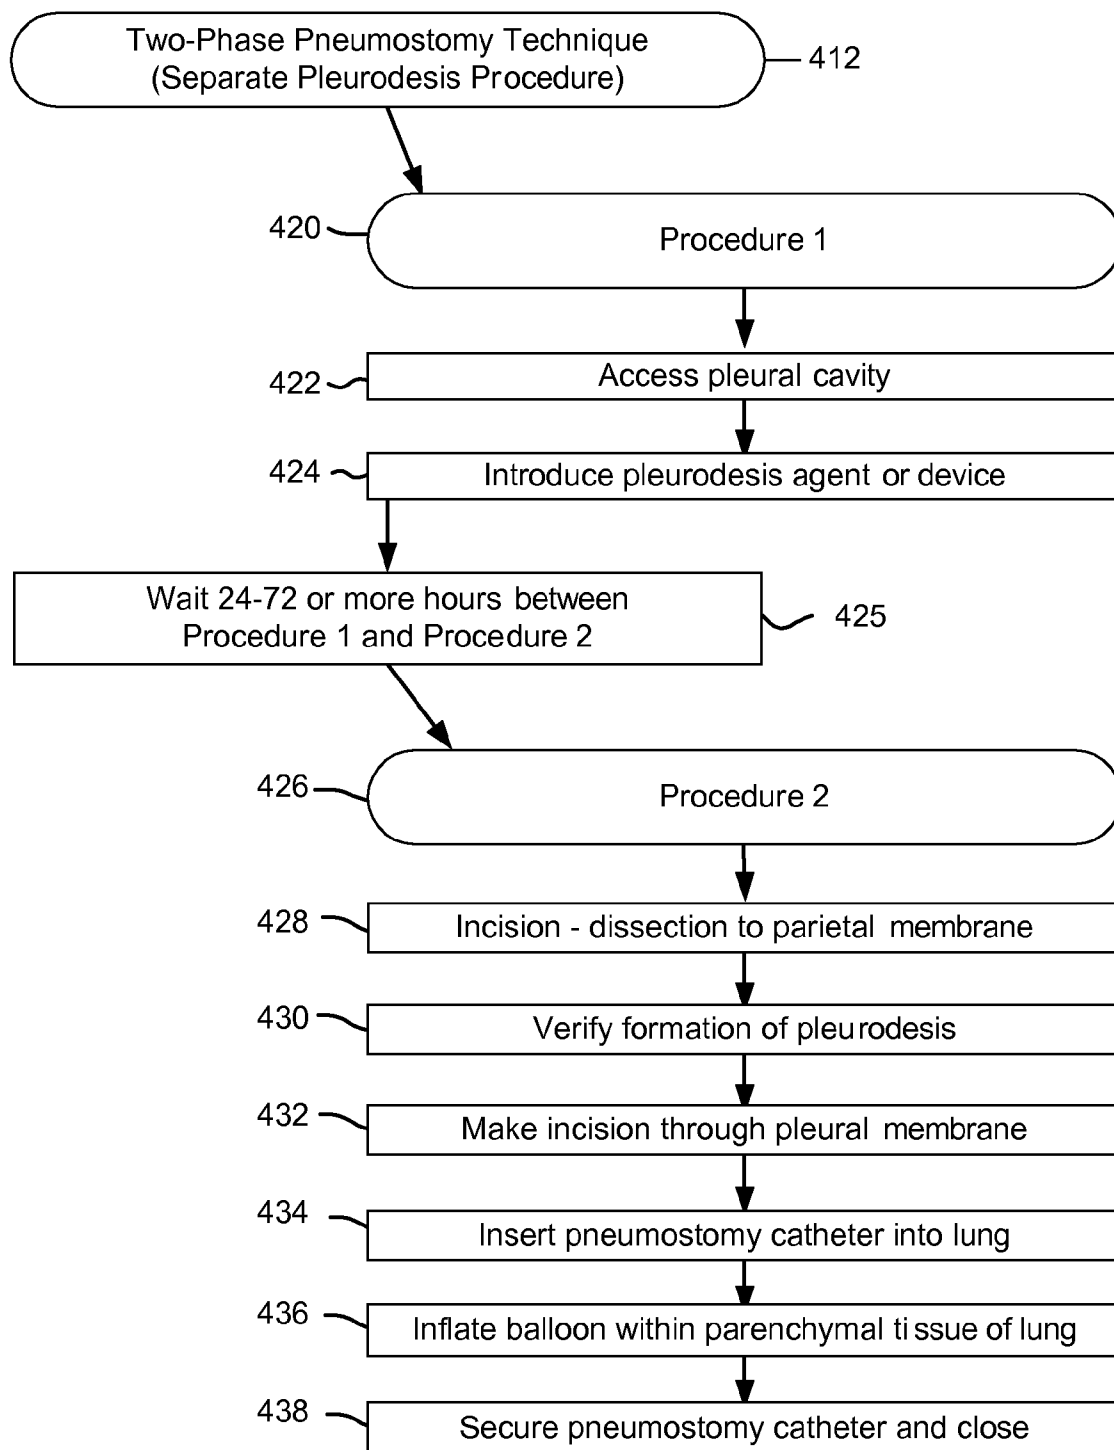 Two-Phase Pneumostomy Technique
(Separate Pleurodesis Procedure)
412
420
Procedure 1
422
Access pleural cavity
424
Introduce pleurodesis agent or device
Wait 24-72 or more hours between
Procedure 1 and Procedure 2
425
426
Procedure 2
428
Incision - dissection to parietal membrane
430
Verify formation of pleurodesis
432
Make incision through pleural membrane
434
Insert pneumostomy catheter into lung
436
Inflate balloon within parenchymal tissue of lung
438
Secure pneumostomy catheter and close